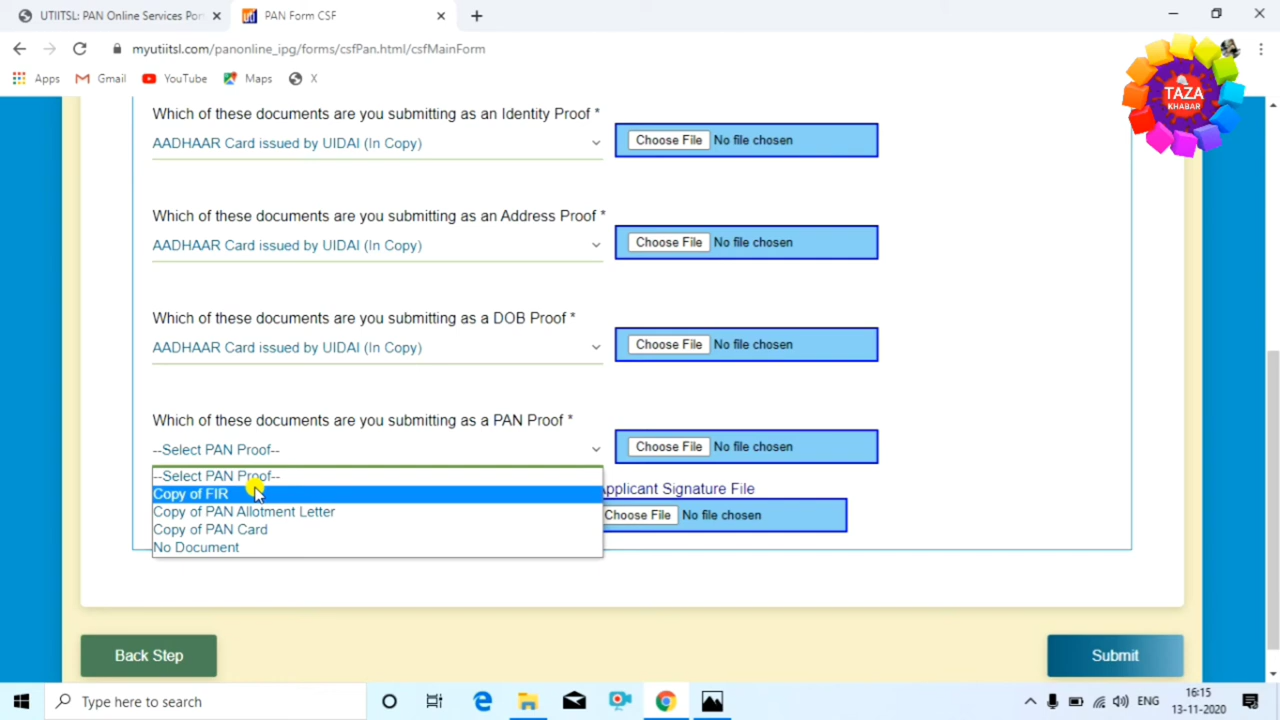 UTIITSL: PAN Online Services Por
PAN Form CSF
myutiitsl.com/panonline_ipg/forms/csfPan.html/csfMainForm
Apps
Gmail
YouTube
Maps
X
TAZA
KHABAR
Which of these documents are you submitting as an Identity Proof *
AADHAAR Card issued by UIDAI (In Copy)
Choose File No file chosen
Which of these documents are you submitting as an Address Proof *
AADHAAR Card issued by UIDAI (In Copy)
Choose File No file chosen
Which of these documents are you submitting as a DOB Proof *
AADHAAR Card issued by UIDAI (In Copy)
Choose File No file chosen
Which of these documents are you submitting as a PAN Proof *
--Select PAN Proof--
Choose File No file chosen
--Select PAN Proof--
Copy of FIR
Copy of PAN Allotment Letter
Copy of PAN Card
No Document
Applicant Signature File
Choose File No file chosen
Back Step
Submit
Type here to search
ENG
16:15
13-11-2020